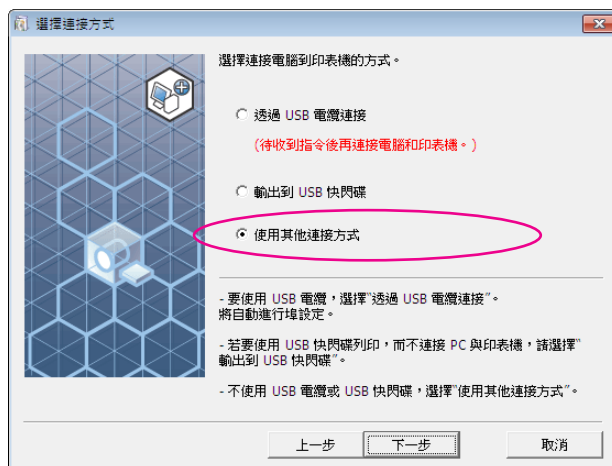 選擇連接方式
選擇連接電腦到印表機的方式。
透過 USB 電纜連接
(待收到指令後再連接電腦和印表機。)
輸出到 USB 快閃碟
使用其他連接方式
- 要使用 USB 電纜，選擇"透過 USB 電纜連接"。
將自動進行埠設定。
- 若要使用 USB 快閃碟列印，而不連接 PC 與印表機，請選擇"
輸出到 USB 快閃碟"。
- 不使用 USB 電纜或 USB 快閃碟，選擇"使用其他連接方式"。
上一步
下一步
取消